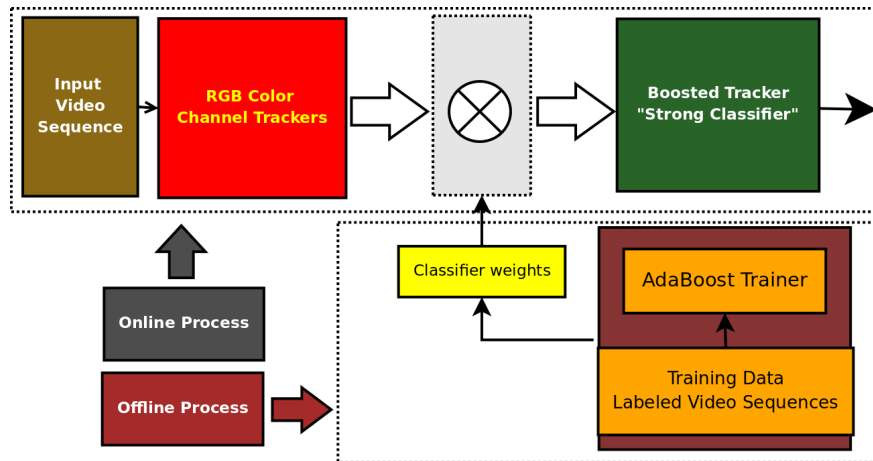 Input
Video
Sequence
RGB Color
Channel Trackers
Boosted Tracker
"Strong Classifier"
Classifier weights
AdaBoost Trainer
Training Data
Labeled Video Sequences
Online Process
Offline Process